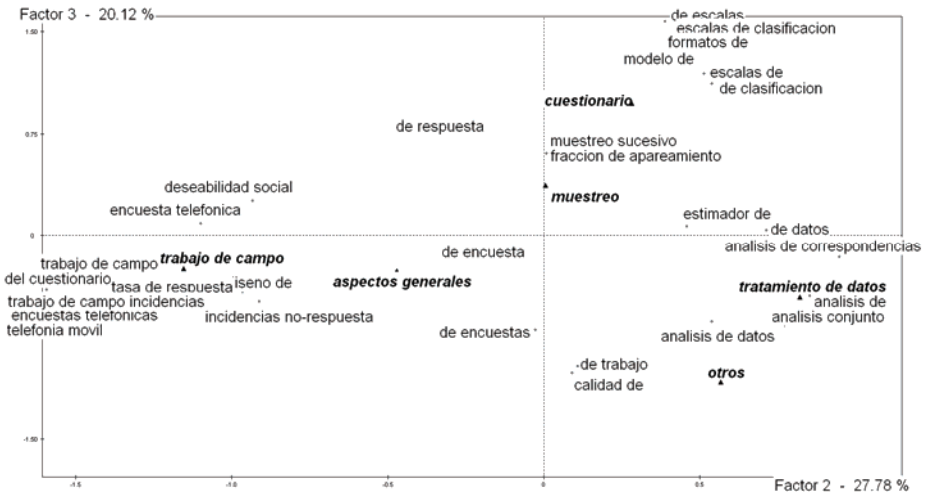 Factor 3 - 20.12 %
de escalas
1.50
escalas de clasificacion
formatos de
modelo de
escalas de
de clasificacion
cuestionario
de respuesta
0.75
muestreo sucesivo
fraccion de apareamiento
deseabilidad social
muestreo
encuesta telefonica
estimador de
de datos
0
analisis de correspondencias
de encuesta
trabajo de campo
trabajo de campo
del cuestionario
tasa de respuesta
iseno de
aspectos generales
tratamiento de datos
trabajo de campo incidencias
analisis de
encuestas telefonicas
incidencias no-respuesta
analisis conjunto
telefonia movil
de encuestas
analisis de datos
de trabajo
calidad de
otros
-1.50
-1.5
-1.0
-0.5
0
0.5
Factor 2 - 27.78 %